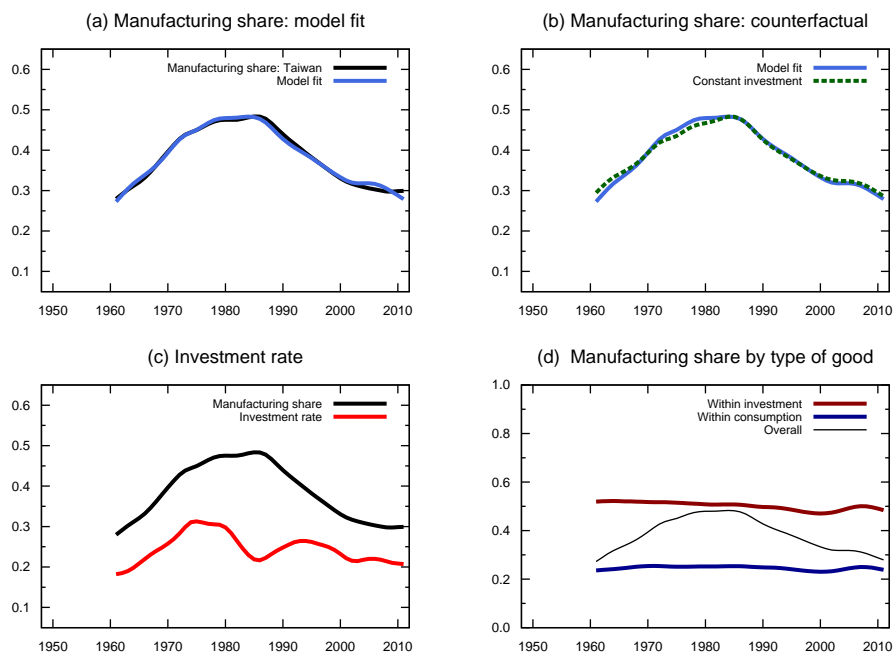 (a) Manufacturing share: model fit
0.6
0.5
0.4
0.3
0.2
0.1
Manufacturing share: Taiwan
Model fit
1950 1960 1970 1980 1990 2000 2010
(b) Manufacturing share: counterfactual
0.6
0.5
0.4
0.3
0.2
0.1
Model fit
Constant investment
1950 1960 1970 1980 1990 2000 2010
(c) Investment rate
0.6
0.5
0.4
0.3
0.2
0.1
Manufacturing share
Investment rate
1950 1960 1970 1980 1990 2000 2010
(d) Manufacturing share by type of good
1.0
0.8
0.6
0.4
0.2
0.0
Within investment
Within consumption
Overall
1950 1960 1970 1980 1990 2000 2010